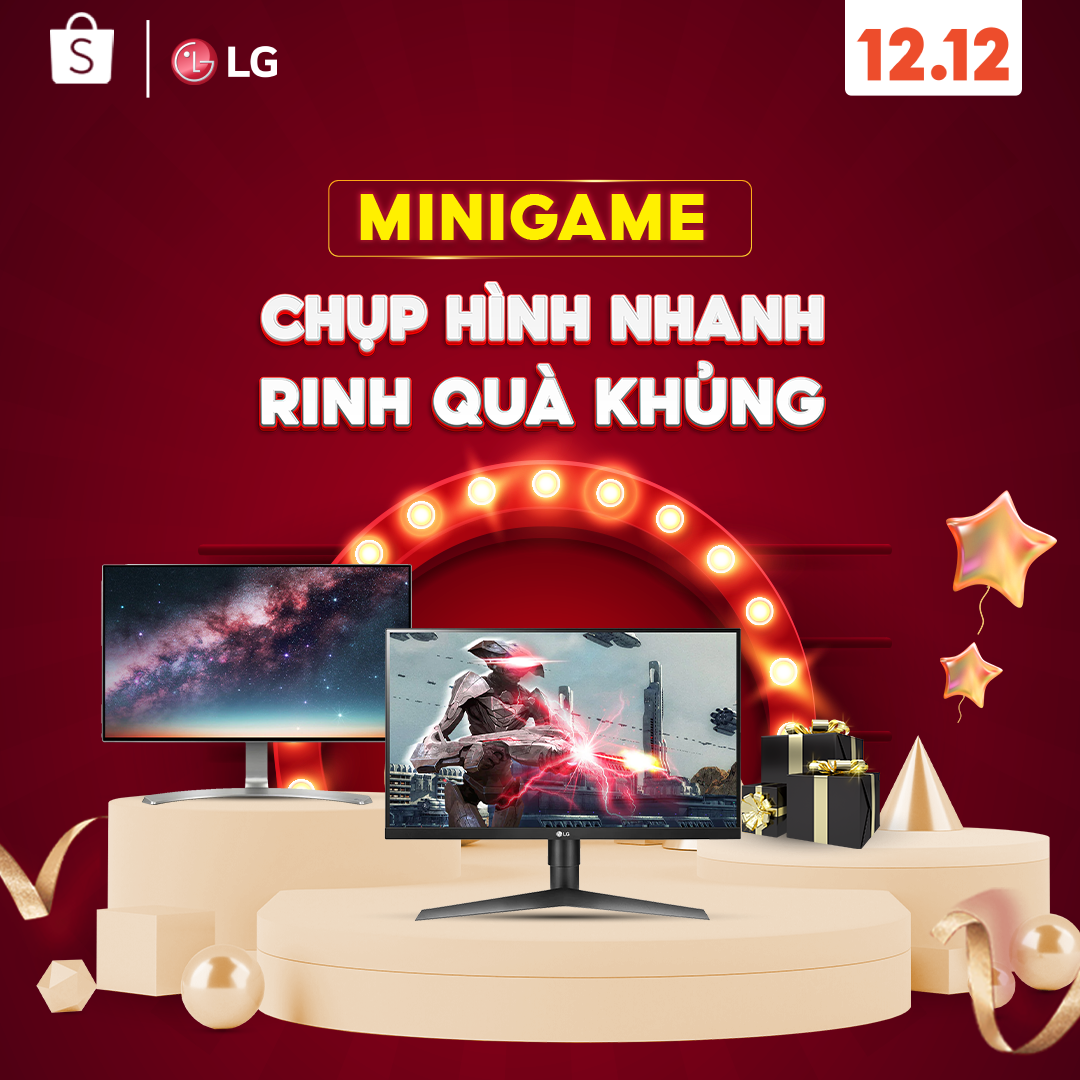 S
LG
12.12
MINIGAME
CHỤP HÌNH NHANH
RINH QUÀ KHỦNG
LG